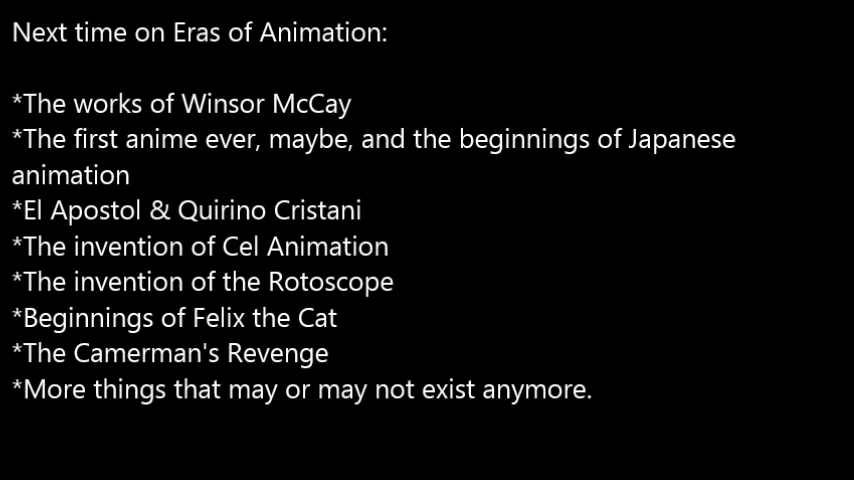 Next time on Eras of Animation:
*The works of Winsor McCay
*The first anime ever, maybe, and the beginnings of Japanese
animation
*El Apostol & Quirino Cristani
*The invention of Cel Animation
*The invention of the Rotoscope
*Beginnings of Felix the Cat
*The Camerman's Revenge
*More things that may or may not exist anymore.